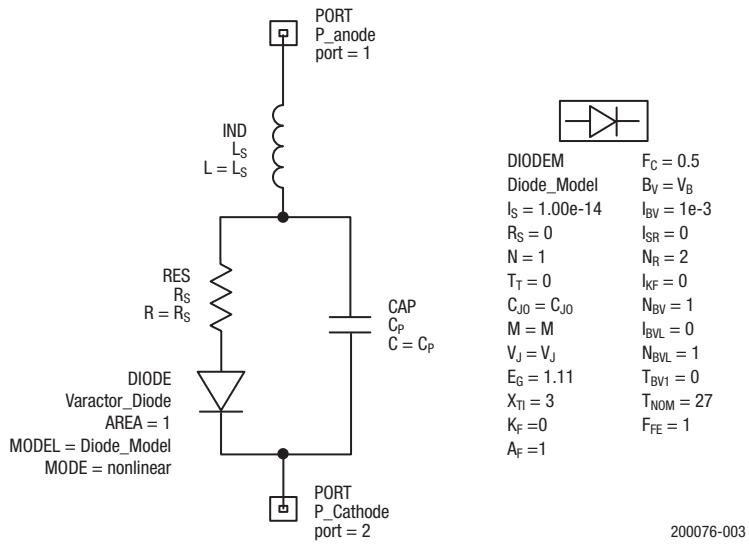 PORT
P_anode
port = 1
IND
LS
L = LS
RES
RS
R = RS
CAP
CP
C = CP
DIODE
Varactor_Diode
AREA = 1
MODEL = Diode_Model
MODE = nonlinear
PORT
P_Cathode
port = 2
DIODEM
Diode_Model
IS = 1.00e-14
RS = 0
N = 1
TT = 0
CJ0 = CJ0
M = M
VJ = VJ
EG = 1.11
XTI = 3
KF =0
AF =1
FC = 0.5
BV = VB
IBV = 1e-3
ISR = 0
NR = 2
IKF = 0
NBV = 1
IBVL = 0
NBVL = 1
TBV1 = 0
TNOM = 27
FFE = 1
200076-003